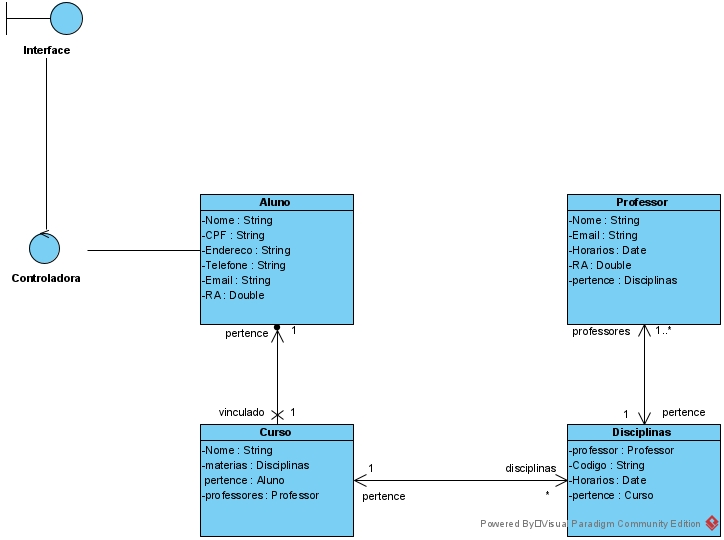 Interface
Controladora
Aluno
-Nome : String
-CPF : String
-Endereco : String
-Telefone : String
-Email : String
-RA : Double
Professor
-Nome : String
-Email : String
-Horarios : Date
-RA : Double
-pertence : Disciplinas
pertence 1
vinculado 1
professores 1..*
1 pertence
Curso
-Nome : String
-materias : Disciplinas
pertence : Aluno
-professores : Professor
1 disciplinas
pertence *
Disciplinas
-professor : Professor
-Codigo : String
-Horarios : Date
-pertence : Curso
Powered By Visual Paradigm Community Edition